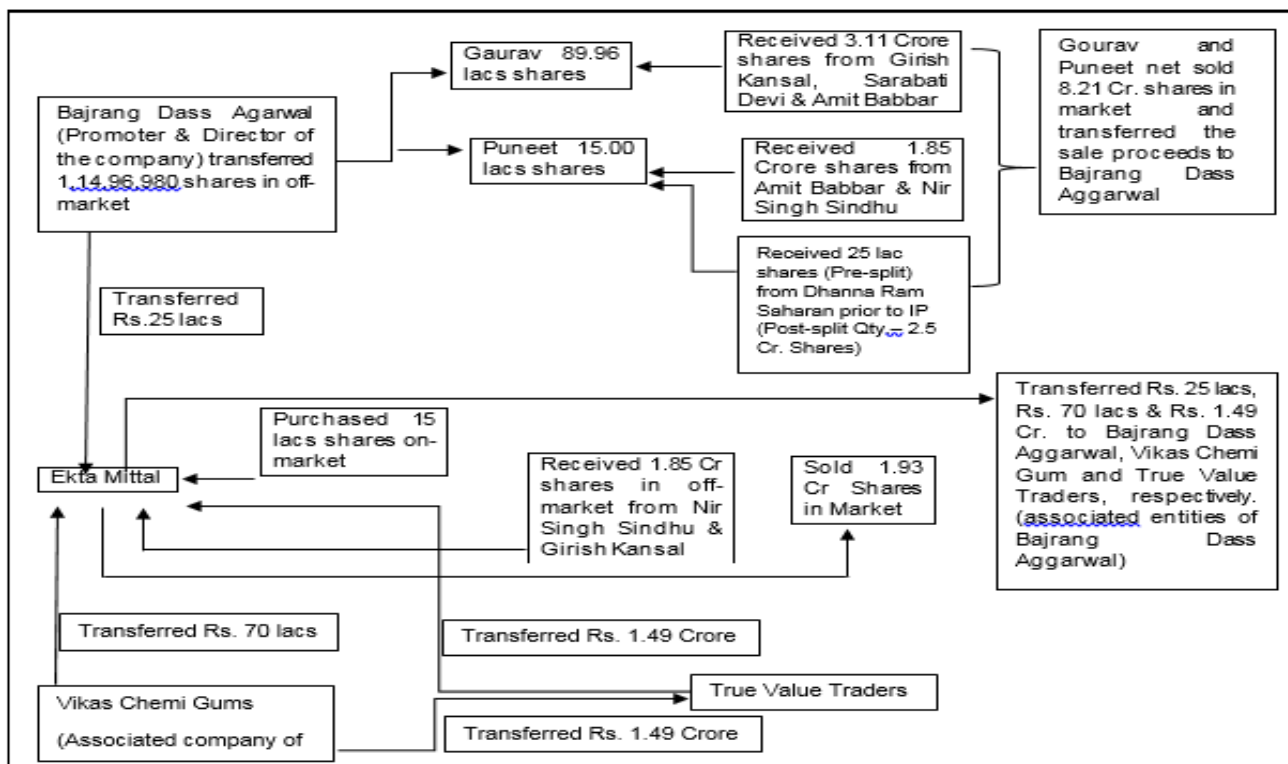 Gaurav 89.96
lacs shares
Received 3.11 Crore
shares from Girish
Kansal, Sarabati
Devi & Amit Babbar
Gourav and
Puneet net sold
8.21 Cr. shares in
market and
transferred the
sale proceeds to
Bajrang Dass
Aggarwal
Bajrang Dass Agarwal
(Promoter & Director of
the company) transferred
1,14,96,980 shares in off-
market
Puneet 15.00
lacs shares
Received 1.85
Crore shares from
Amit Babbar & Nir
Singh Sindhu
Received 25 lac
shares (Pre-split)
from Dhanna Ram
Saharan prior to IP
(Post-split Qty – 2.5
Cr. Shares)
Transferred
Rs.25 lacs
Purchased 15
lacs shares on-
market
Transferred Rs. 25 lacs,
Rs. 70 lacs & Rs. 1.49
Cr. to Bajrang Dass
Aggarwal, Vikas Chemi
Gum and True Value
Traders, respectively.
(associated entities of
Bajrang Dass
Aggarwal)
Ekta Mittal
Received 1.85 Cr
shares in off-
market from Nir
Singh Sindhu &
Girish Kansal
Sold 1.93
Cr Shares
in Market
Transferred Rs. 70 lacs
Transferred Rs. 1.49 Crore
Vikas Chemi Gums
(Associated company of
True Value Traders
Transferred Rs. 1.49 Crore